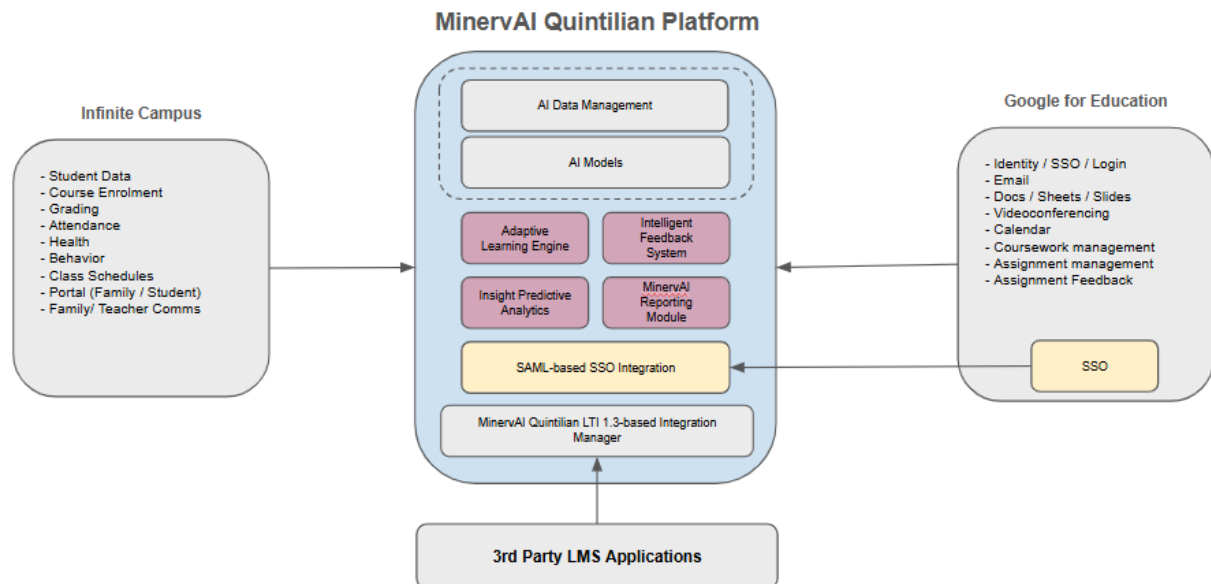 MinervAI Quintilian Platform
Infinite Campus
- Student Data
- Course Enrolment
- Grading
- Attendance
- Health
- Behavior
- Class Schedules
- Portal (Family / Student)
- Family/ Teacher Comms
AI Data Management
AI Models
Adaptive
Learning Engine
Intelligent
Feedback
System
Insight Predictive
Analytics
MinervAI
Reporting
Module
SAML-based SSO Integration
MinervAI Quintilian LTI 1.3-based Integration
Manager
3rd Party LMS Applications
Google for Education
- Identity / SSO / Login
- Email
- Docs / Sheets / Slides
- Videoconferencing
- Calendar
- Coursework management
- Assignment management
- Assignment Feedback
SSO